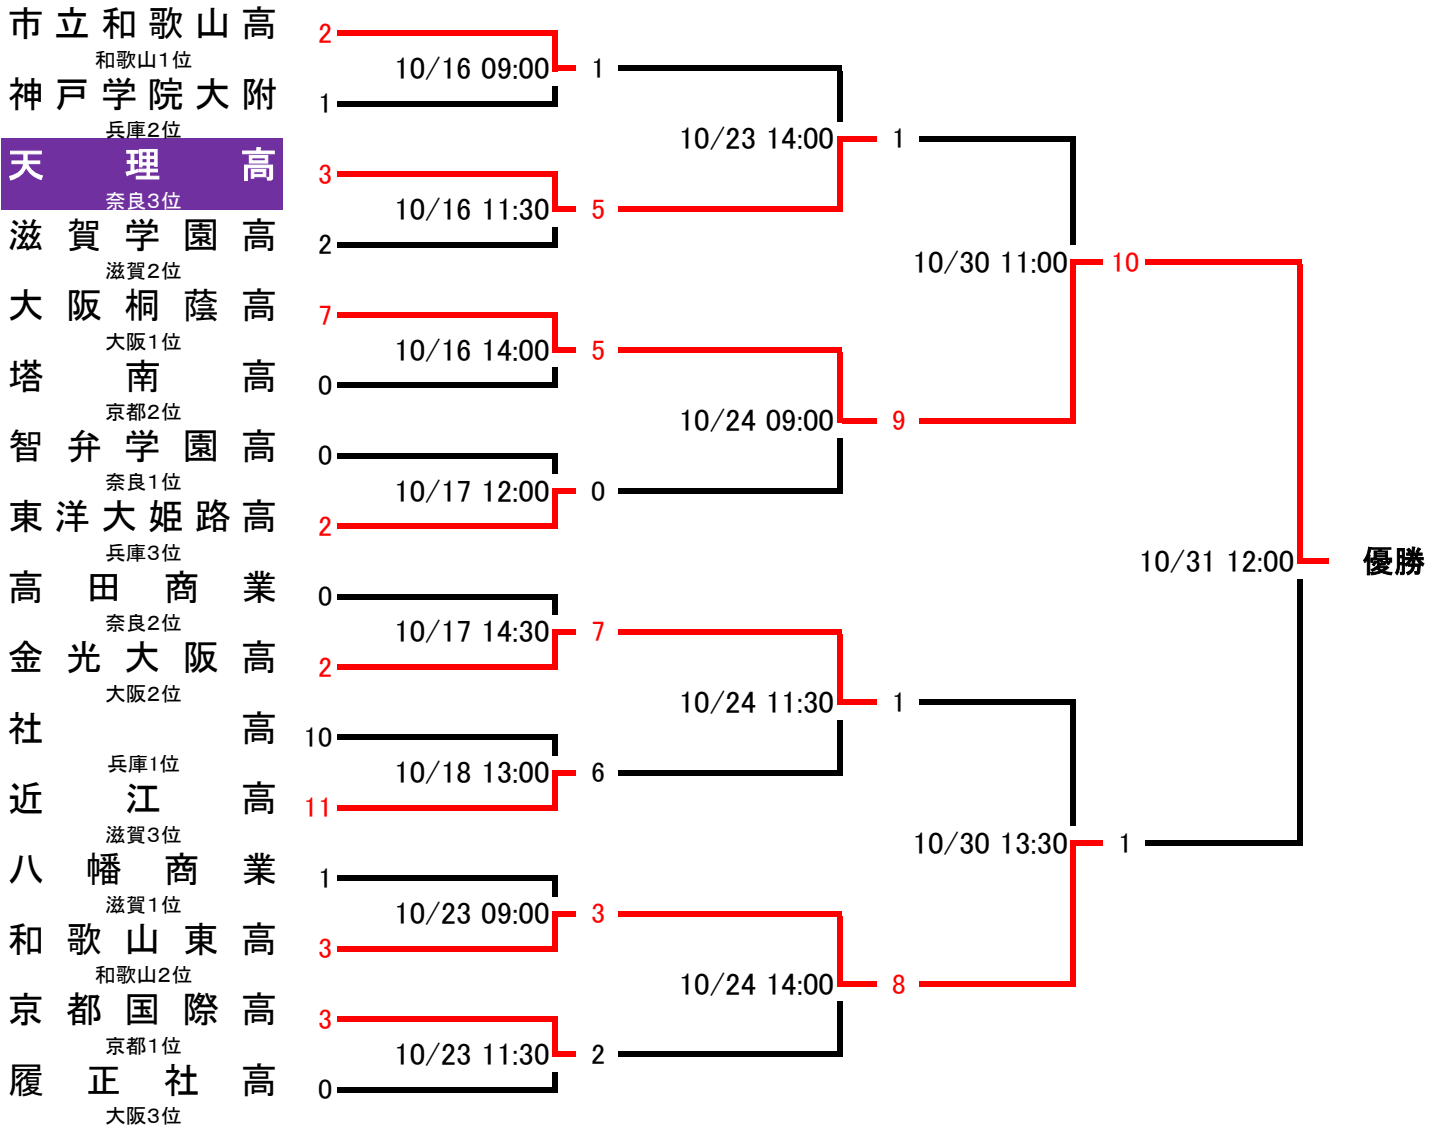 市立和歌山高
2
和歌山1位
10/16 09:00
1
神戸学院大附
1
兵庫2位
10/23 14:00
1
天理高
3
奈良3位
10/16 11:30
5
滋賀学園高
2
滋賀2位
10/30 11:00
10
大阪桐蔭高
7
大阪1位
10/16 14:00
5
塔南高
0
京都2位
10/24 09:00
9
智弁学園高
0
奈良1位
10/17 12:00
0
東洋大姫路高
2
兵庫3位
10/31 12:00
優勝
高田商業
0
奈良2位
10/17 14:30
7
金光大阪高
2
大阪2位
10/24 11:30
1
社高
10
兵庫1位
10/18 13:00
6
近江高
11
滋賀3位
10/30 13:30
1
八幡商業
1
滋賀1位
10/23 09:00
3
和歌山東高
3
和歌山2位
10/24 14:00
8
京都国際高
3
京都1位
10/23 11:30
2
履正社高
0
大阪3位